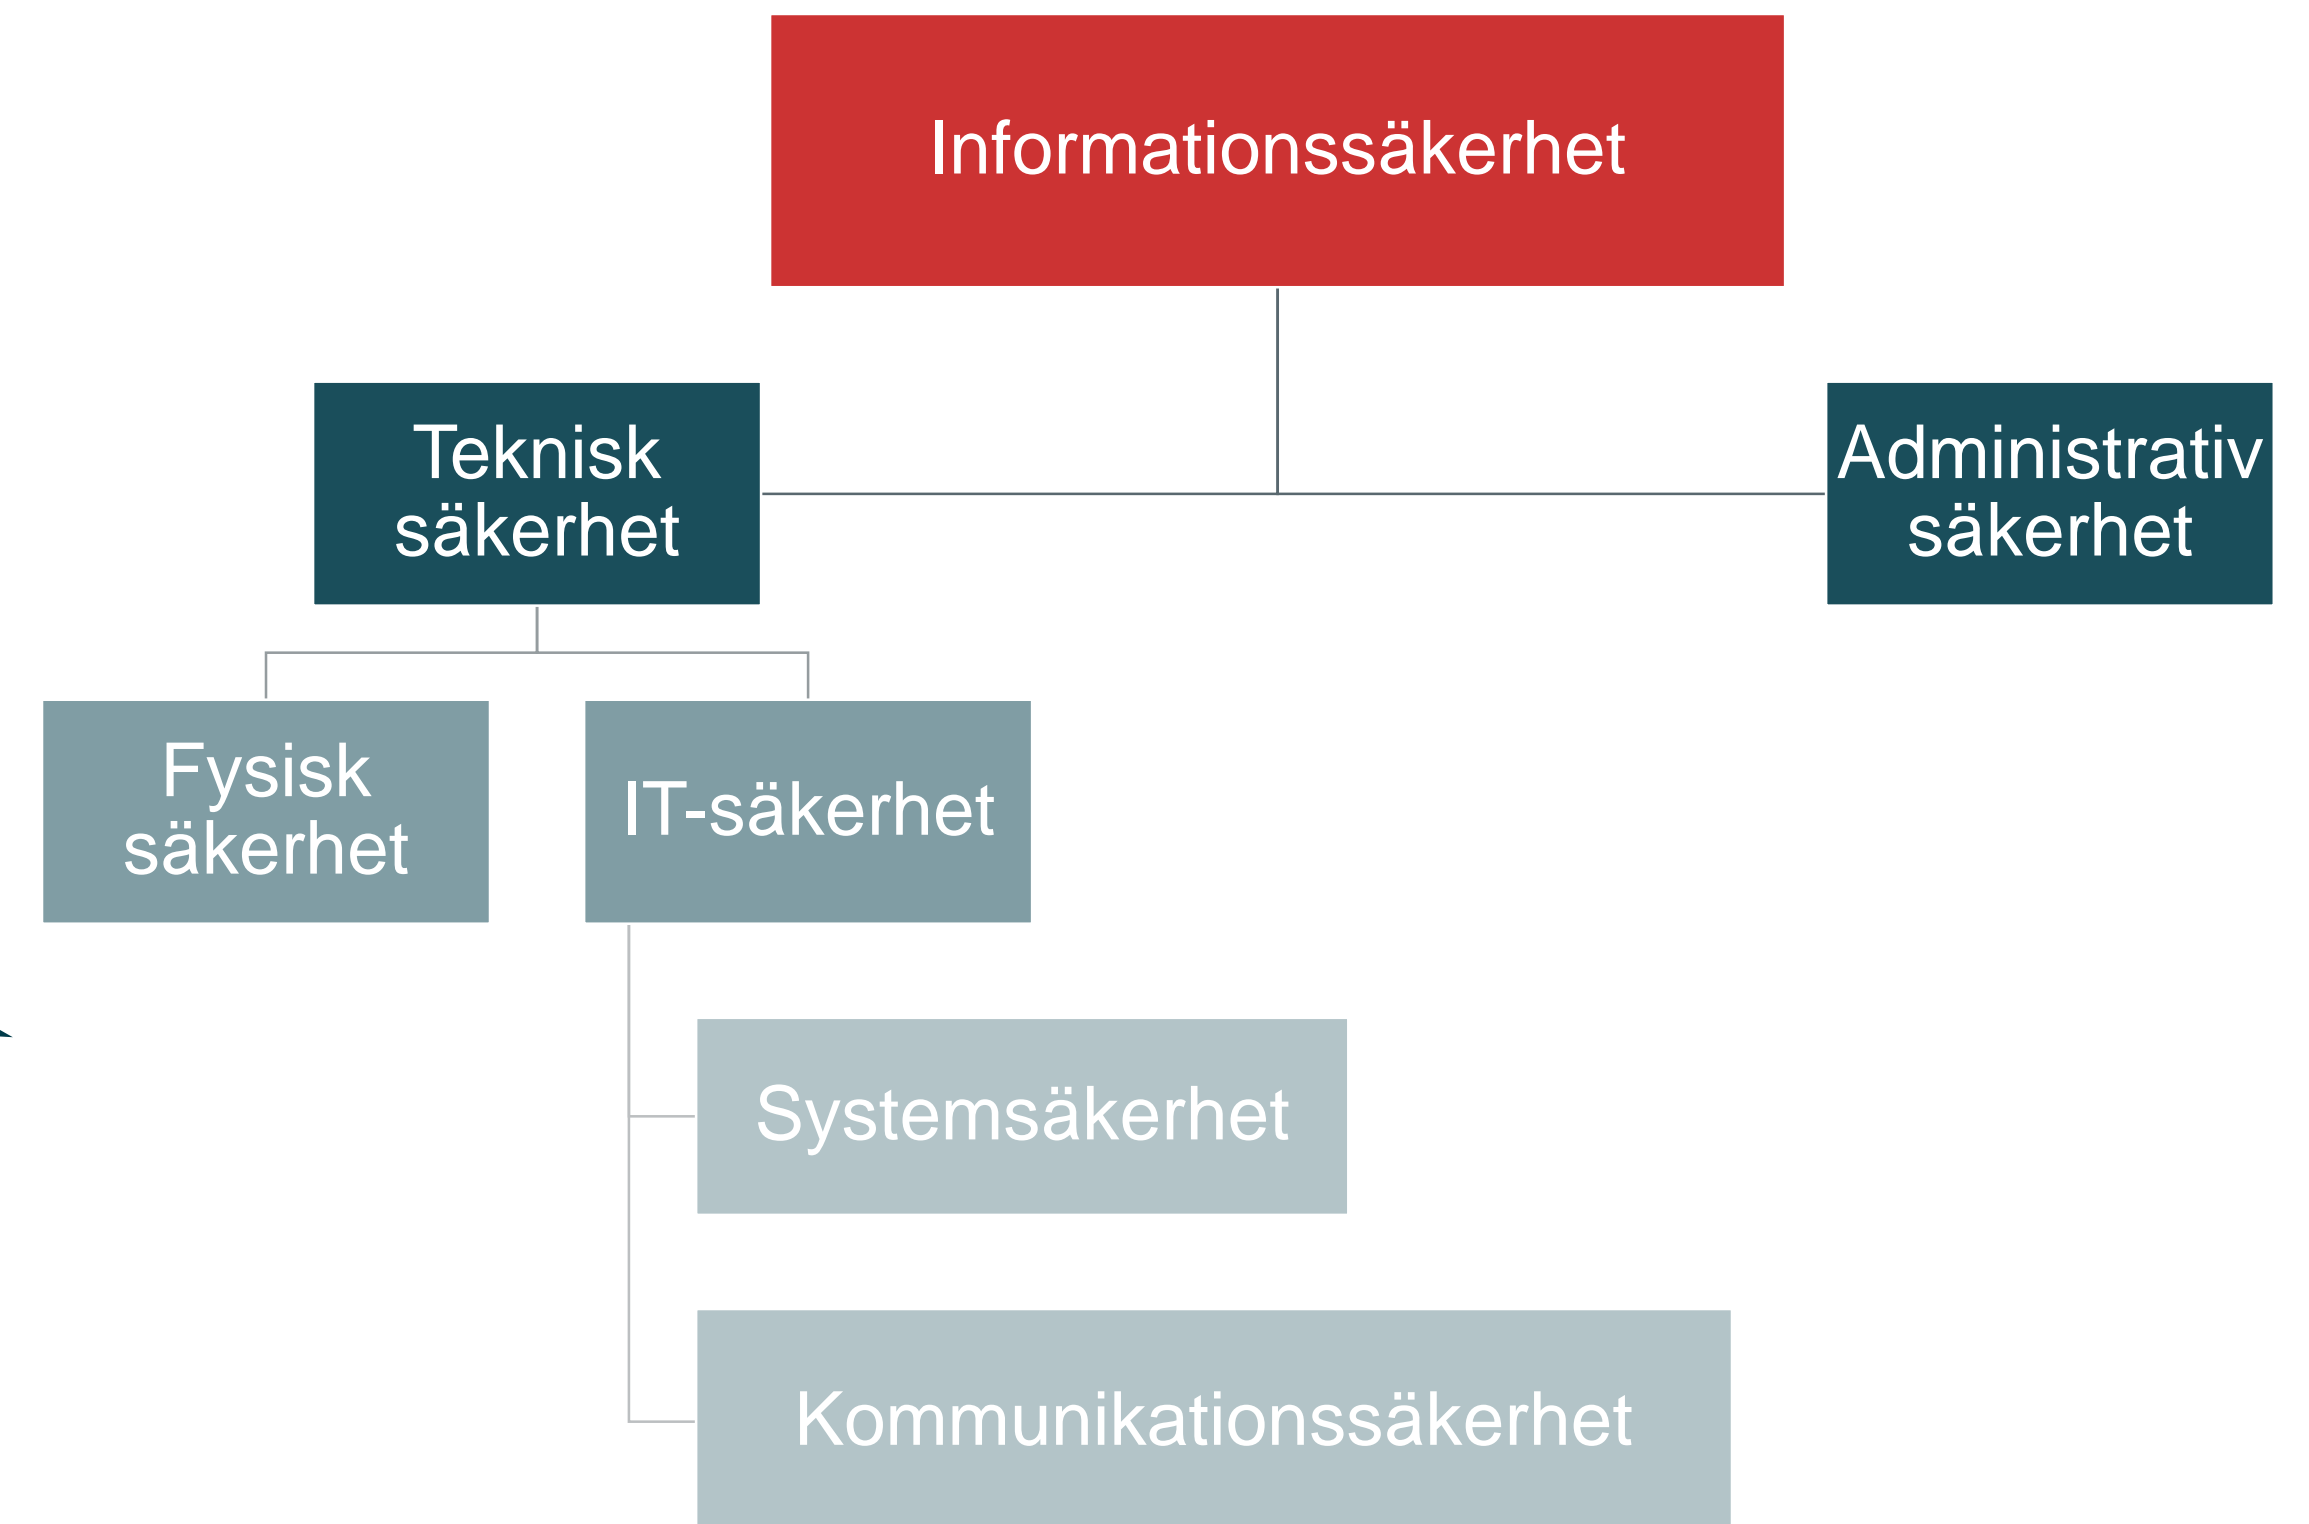 Informationssäkerhet
Teknisk
säkerhet
Administrativ
säkerhet
Fysisk
säkerhet
IT-säkerhet
Systemsäkerhet
Kommunikationssäkerhet